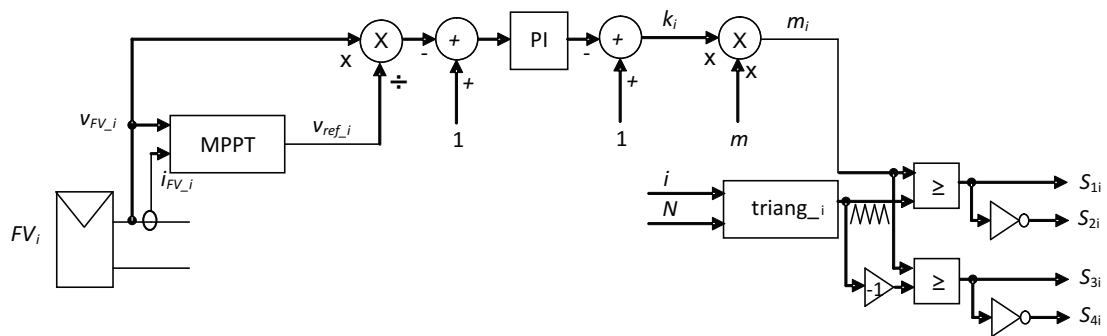 k_i
m_i
X
+
PI
+
X
x
-
÷
+
-
+
x
x
v_FV_i
MPPT
v_ref_i
1
1
m
i_FV_i
i
N
triang_i
≥
S_1i
S_2i
FV_i
-1
≥
S_3i
S_4i